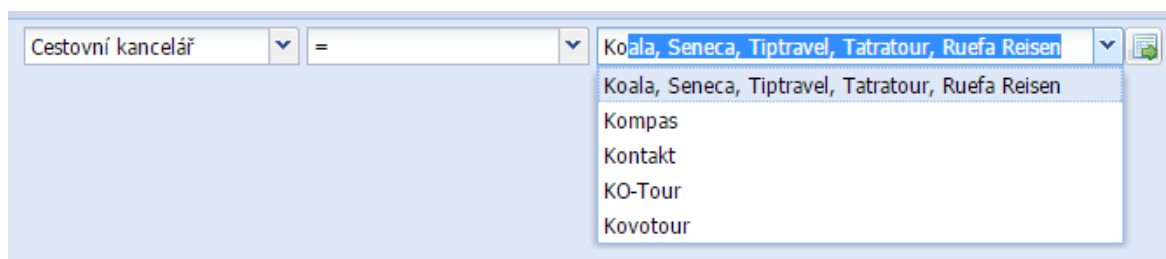 Cestovní kancelář = Koala, Seneca, Tiptravel, Tatratour, Ruefa Reisen
Koala, Seneca, Tiptravel, Tatratour, Ruefa Reisen
Kompas
Kontakt
KO-Tour
Kovotour